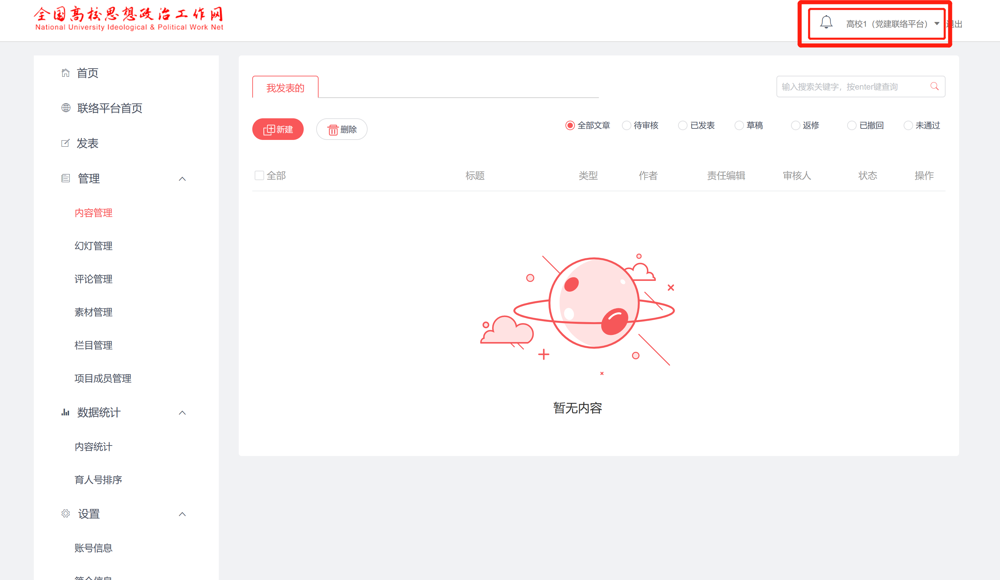 全国高校思想政治工作网
National University Ideological & Political Work Net
高校1（党建联络平台）
退出
首页
联络平台首页
发表
管理
内容管理
幻灯管理
评论管理
素材管理
栏目管理
项目成员管理
数据统计
内容统计
育人号排序
设置
账号信息
我发表的
输入搜索关键字，按enter键查询
新建
删除
全部文章
待审核
已发表
草稿
返修
已撤回
未通过
全部
标题
类型
作者
责任编辑
审核人
状态
操作
暂无内容